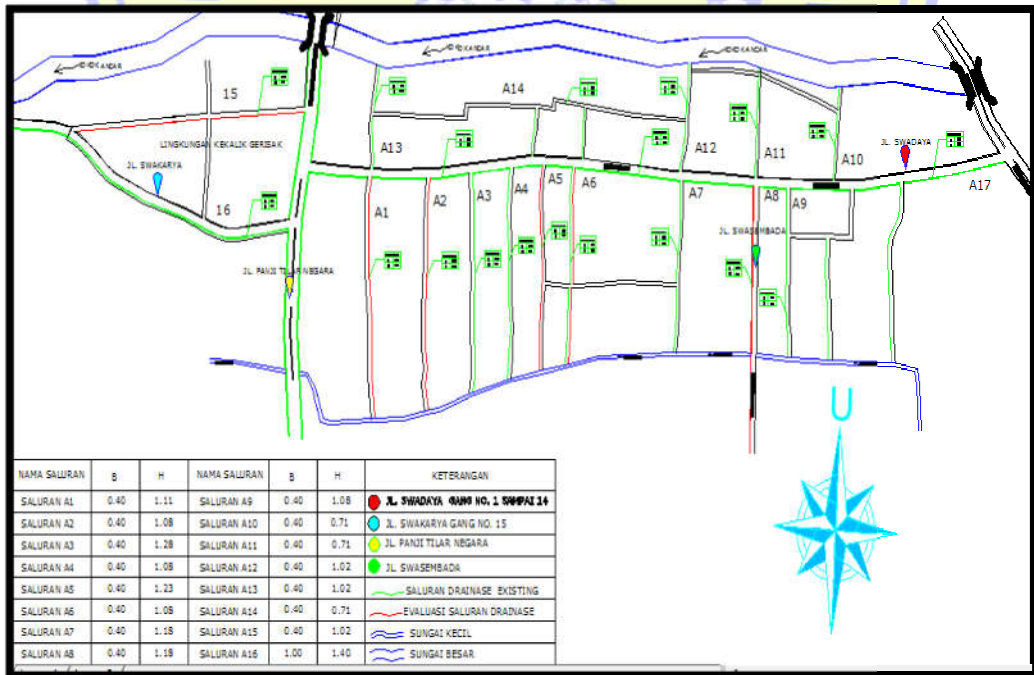 KOKANDAR
KOKANDAR
KOKANDAR
15
A14
LINGKUNGAN KEKALIK GERISAK
A13
A12
A11
A10
JL. SWADAYA
JL. SWAKARYA
A17
16
A1
A2
A3
A4
A5
A6
A7
A8
A9
JL. SWASEMBADA
JL. PANJI TILAR NEGARA
U
NAMA SALURAN B H NAMA SALURAN B H KETERANGAN
SALURAN A1 0.40 1.11 SALURAN A9 0.40 1.08 JL. SWADAYA GANG NO. 1 SAMPAI 14
SALURAN A2 0.40 1.08 SALURAN A10 0.40 0.71 JL. SWAKARYA GANG NO. 15
SALURAN A3 0.40 1.28 SALURAN A11 0.40 0.71 JL. PANJI TILAR NEGARA
SALURAN A4 0.40 1.08 SALURAN A12 0.40 1.02 JL SWASEMBADA
SALURAN A5 0.40 1.23 SALURAN A13 0.40 1.02 SALURAN DRAINASE EXISTING
SALURAN A6 0.40 1.08 SALURAN A14 0.40 0.71 EVALUASI SALURAN DRAINASE
SALURAN A7 0.40 1.18 SALURAN A15 0.40 1.02 SUNGAI KECIL
SALURAN A8 0.40 1.18 SALURAN A16 1.00 1.40 SUNGAI BESAR